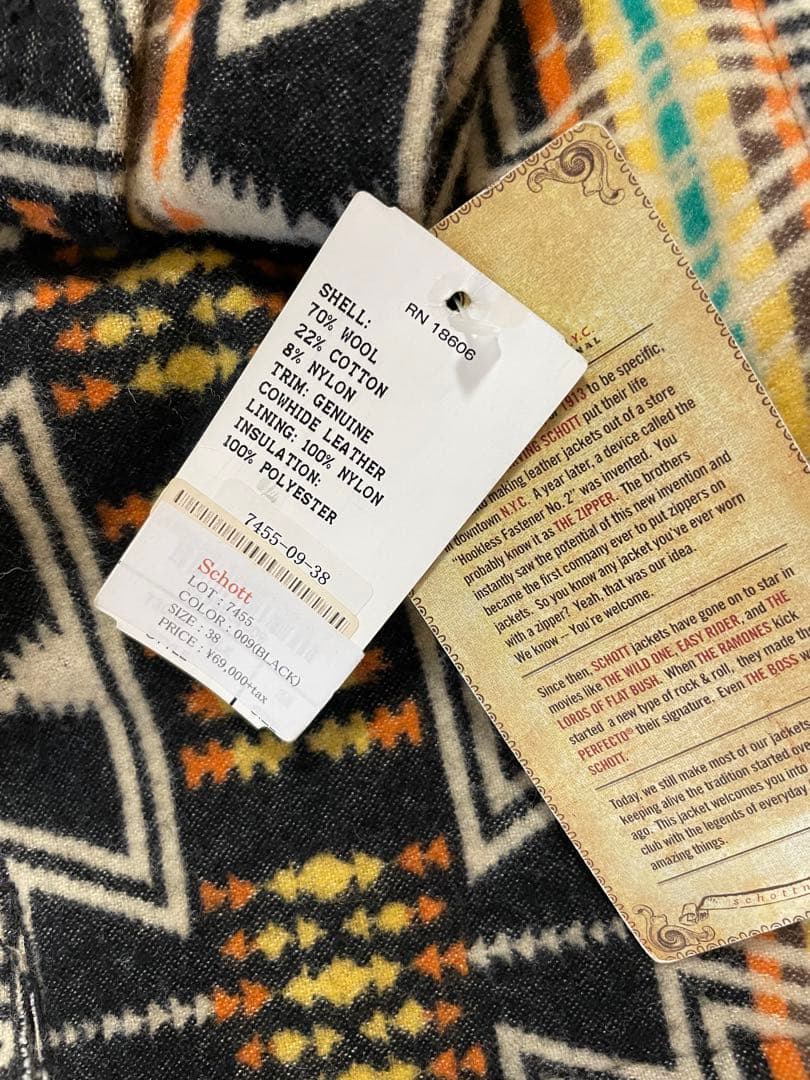 RN 18606
SHELL:
70% WOOL
22% COTTON
8% NYLON
TRIM: GENUINE
COWHIDE LEATHER
LINING: 100% NYLON
INSULATION:
100% POLYESTER
7455-09-38
Schott
LOT : 7455
COLOR : 009(BLACK)
SIZE : 38
PRICE : ¥69,000+tax
.Y.C.
1913 to be specific,
SCHOTT put their life
making leather jackets out of a store
downtown N.Y.C. A year later, a device called the
"Hookless Fastener No. 2" was invented. You
probably know it as THE ZIPPER. The brothers
instantly saw the potential of this new invention and
became the first company ever to put zippers on
jackets. So you know any jacket you've ever worn
with a zipper? Yeah, that was our idea.
We know -- You're welcome.
Since then, SCHOTT jackets have gone on to star in
movies like THE WILD ONE, EASY RIDER, and THE
LORDS OF FLAT BUSH. When THE RAMONES kick
started a new type of rock & roll, they made
PERFECTO® their signature. Even THE BOSS
SCHOTT.
Today, we still make most of our jackets
keeping alive the tradition started
ago. This jacket welcomes you into
club with the legends of everyday
amazing things.
schott